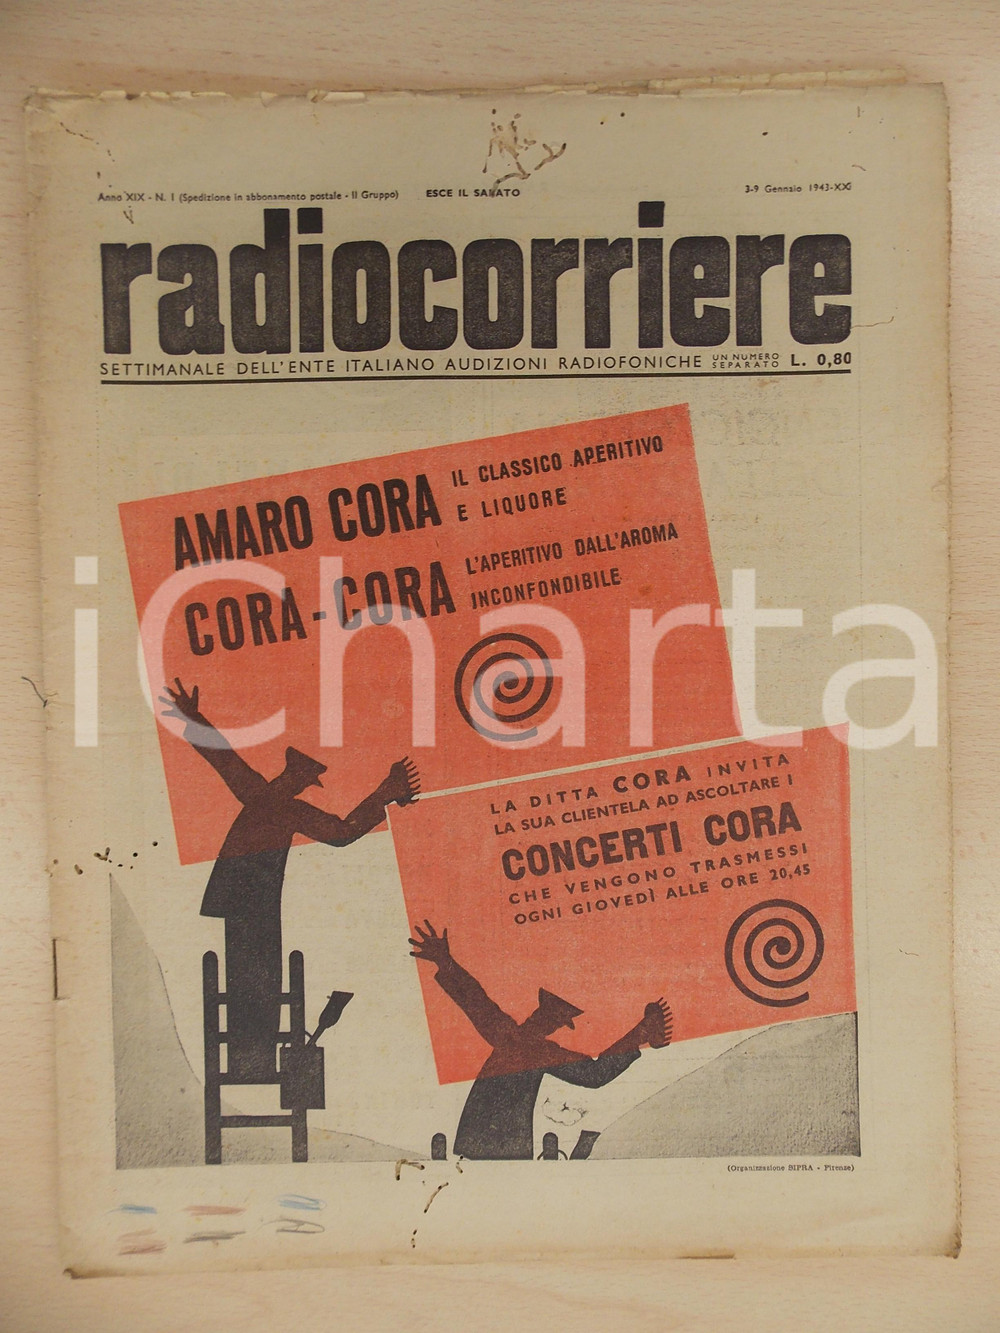 Anno XIX - N. 1 (Spedizione in abbonamento postale - II Gruppo) ESCE IL SABATO 3-9 Gennaio 1943-XXI
radiocorriere
SETTIMANALE DELL'ENTE ITALIANO AUDIZIONI RADIOFONICHE UN NUMERO SEPARATO L. 0,80
AMARO CORA IL CLASSICO APERITIVO
E LIQUORE
CORA-CORA L'APERITIVO DALL'AROMA
INCONFONDIBILE
iCharta
LA DITTA CORA INVITA
LA SUA CLIENTELA AD ASCOLTARE I
CONCERTI CORA
CHE VENGONO TRASMESSI
OGNI GIOVEDÌ ALLE ORE 20,45
(Organizzazione SIPRA - Firenze)